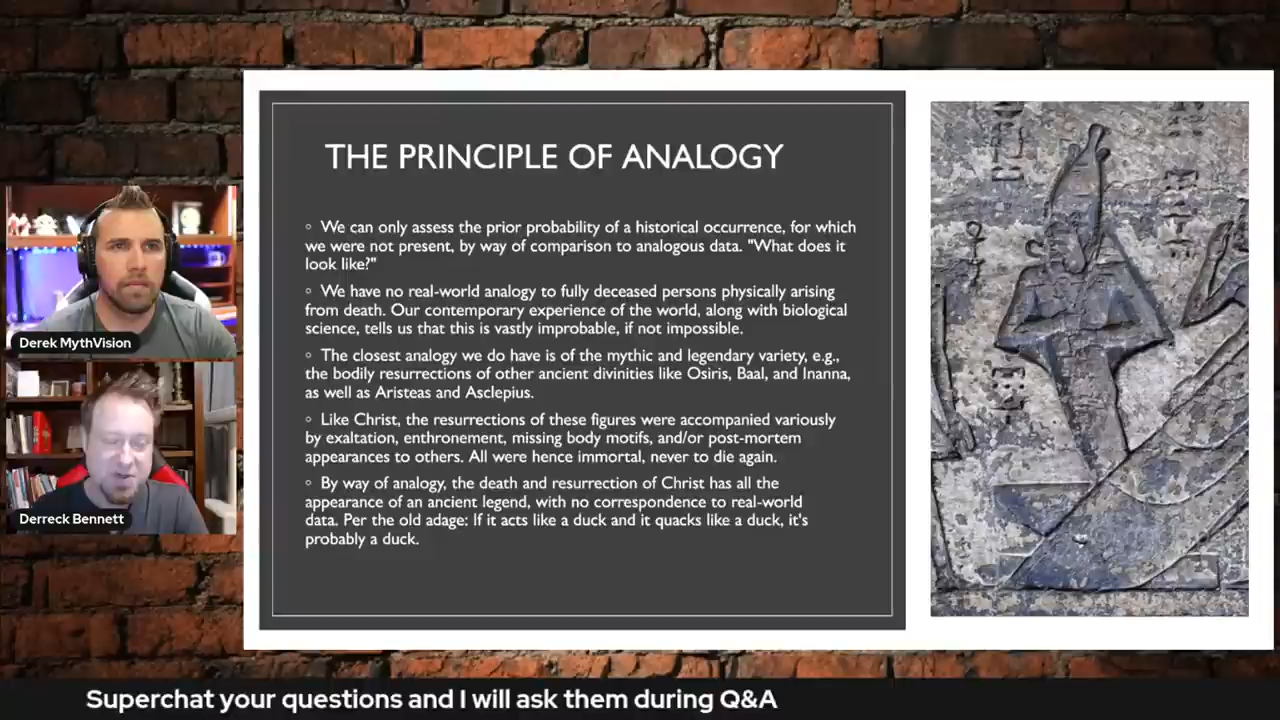 THE PRINCIPLE OF ANALOGY
◦ We can only assess the prior probability of a historical occurrence, for which
we were not present, by way of comparison to analogous data. "What does it
look like?"
◦ We have no real-world analogy to fully deceased persons physically arising
from death. Our contemporary experience of the world, along with biological
science, tells us that this is vastly improbable, if not impossible.
◦ The closest analogy we do have is of the mythic and legendary variety, e.g.,
the bodily resurrections of other ancient divinities like Osiris, Baal, and Inanna,
as well as Aristeas and Asclepius.
◦ Like Christ, the resurrections of these figures were accompanied variously
by exaltation, enthronement, missing body motifs, and/or post-mortem
appearances to others. All were hence immortal, never to die again.
◦ By way of analogy, the death and resurrection of Christ has all the
appearance of an ancient legend, with no correspondence to real-world
data. Per the old adage: If it acts like a duck and it quacks like a duck, it's
probably a duck.
Derek MythVision
Derreck Bennett
Superchat your questions and I will ask them during Q&A